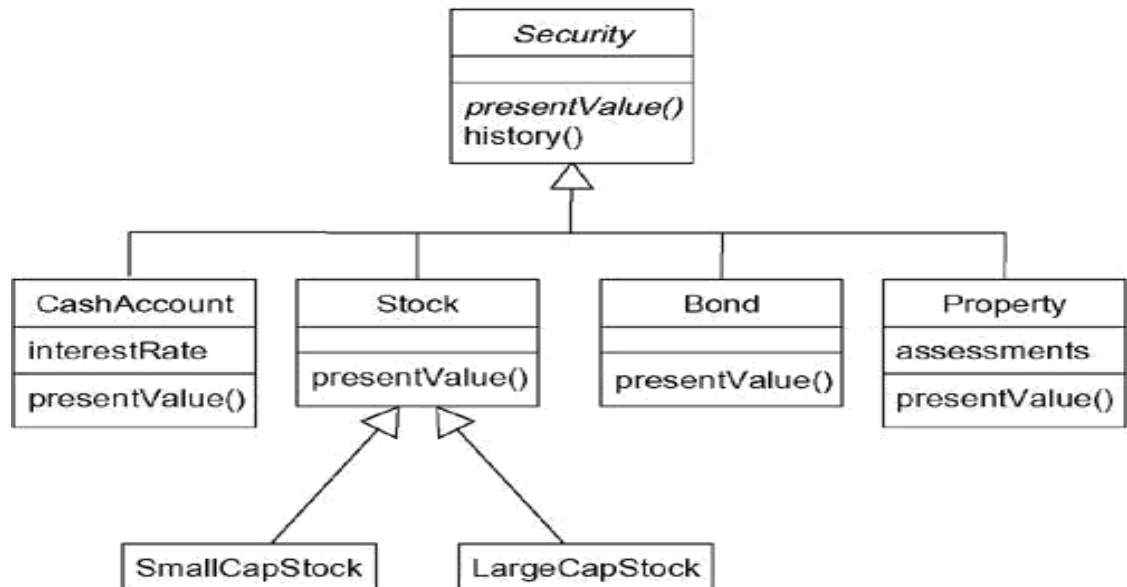 Security
presentValue()
history()
CashAccount
interestRate
presentValue()
Stock
presentValue()
Bond
presentValue()
Property
assessments
presentValue()
SmallCapStock
LargeCapStock